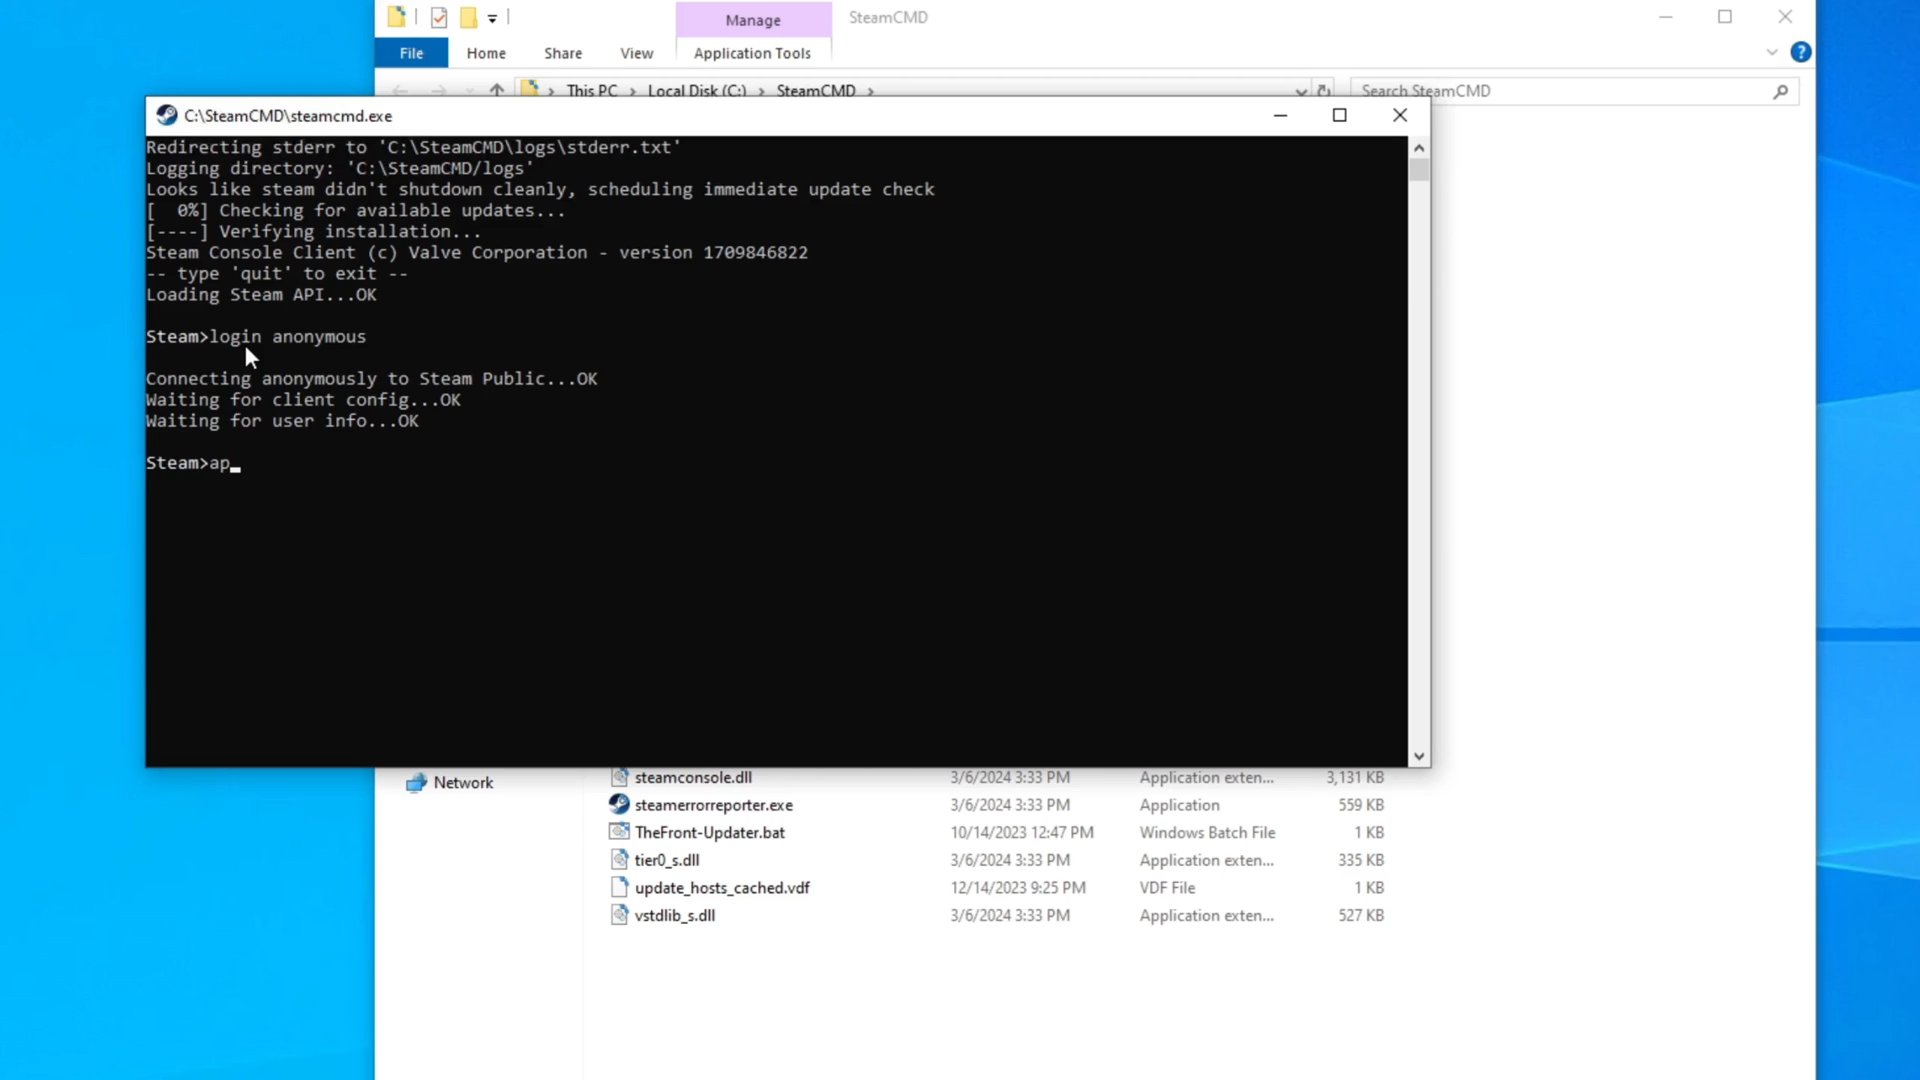 Manage
SteamCMD
File
Home
Share
View
Application Tools
This PC > Local Disk (C:) > SteamCMD >
Search SteamCMD
C:\SteamCMD\steamcmd.exe
Redirecting stderr to 'C:\SteamCMD\logs\stderr.txt'
Logging directory: 'C:\SteamCMD/logs'
Looks like steam didn't shutdown cleanly, scheduling immediate update check
[  0%] Checking for available updates...
[----] Verifying installation...
Steam Console Client (c) Valve Corporation - version 1709846822
-- type 'quit' to exit --
Loading Steam API...OK
Steam>login anonymous
Connecting anonymously to Steam Public...OK
Waiting for client config...OK
Waiting for user info...OK
Steam>ap_
Network
steamconsole.dll 3/6/2024 3:33 PM Application exten... 3,131 KB
steamerrorreporter.exe 3/6/2024 3:33 PM Application 559 KB
TheFront-Updater.bat 10/14/2023 12:47 PM Windows Batch File 1 KB
tier0_s.dll 3/6/2024 3:33 PM Application exten... 335 KB
update_hosts_cached.vdf 12/14/2023 9:25 PM VDF File 1 KB
vstdlib_s.dll 3/6/2024 3:33 PM Application exten... 527 KB